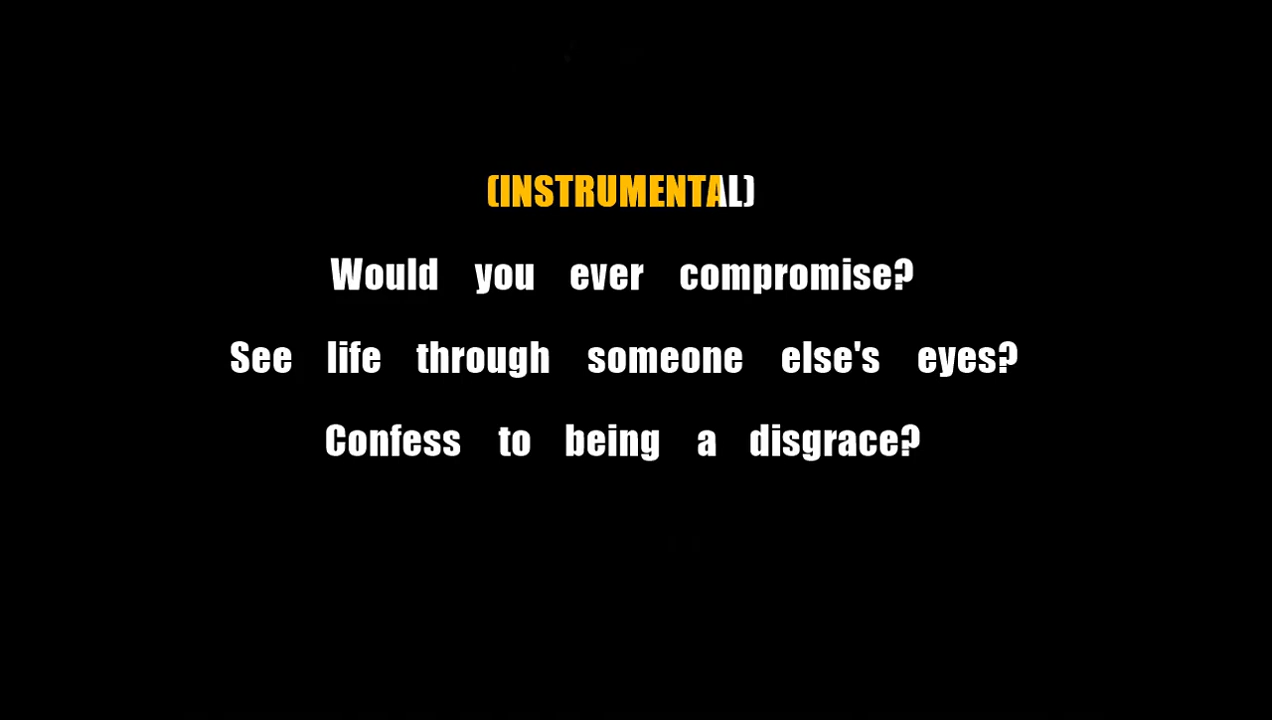 (INSTRUMENTAL)
Would you ever compromise?
See life through someone else's eyes?
Confess to being a disgrace?